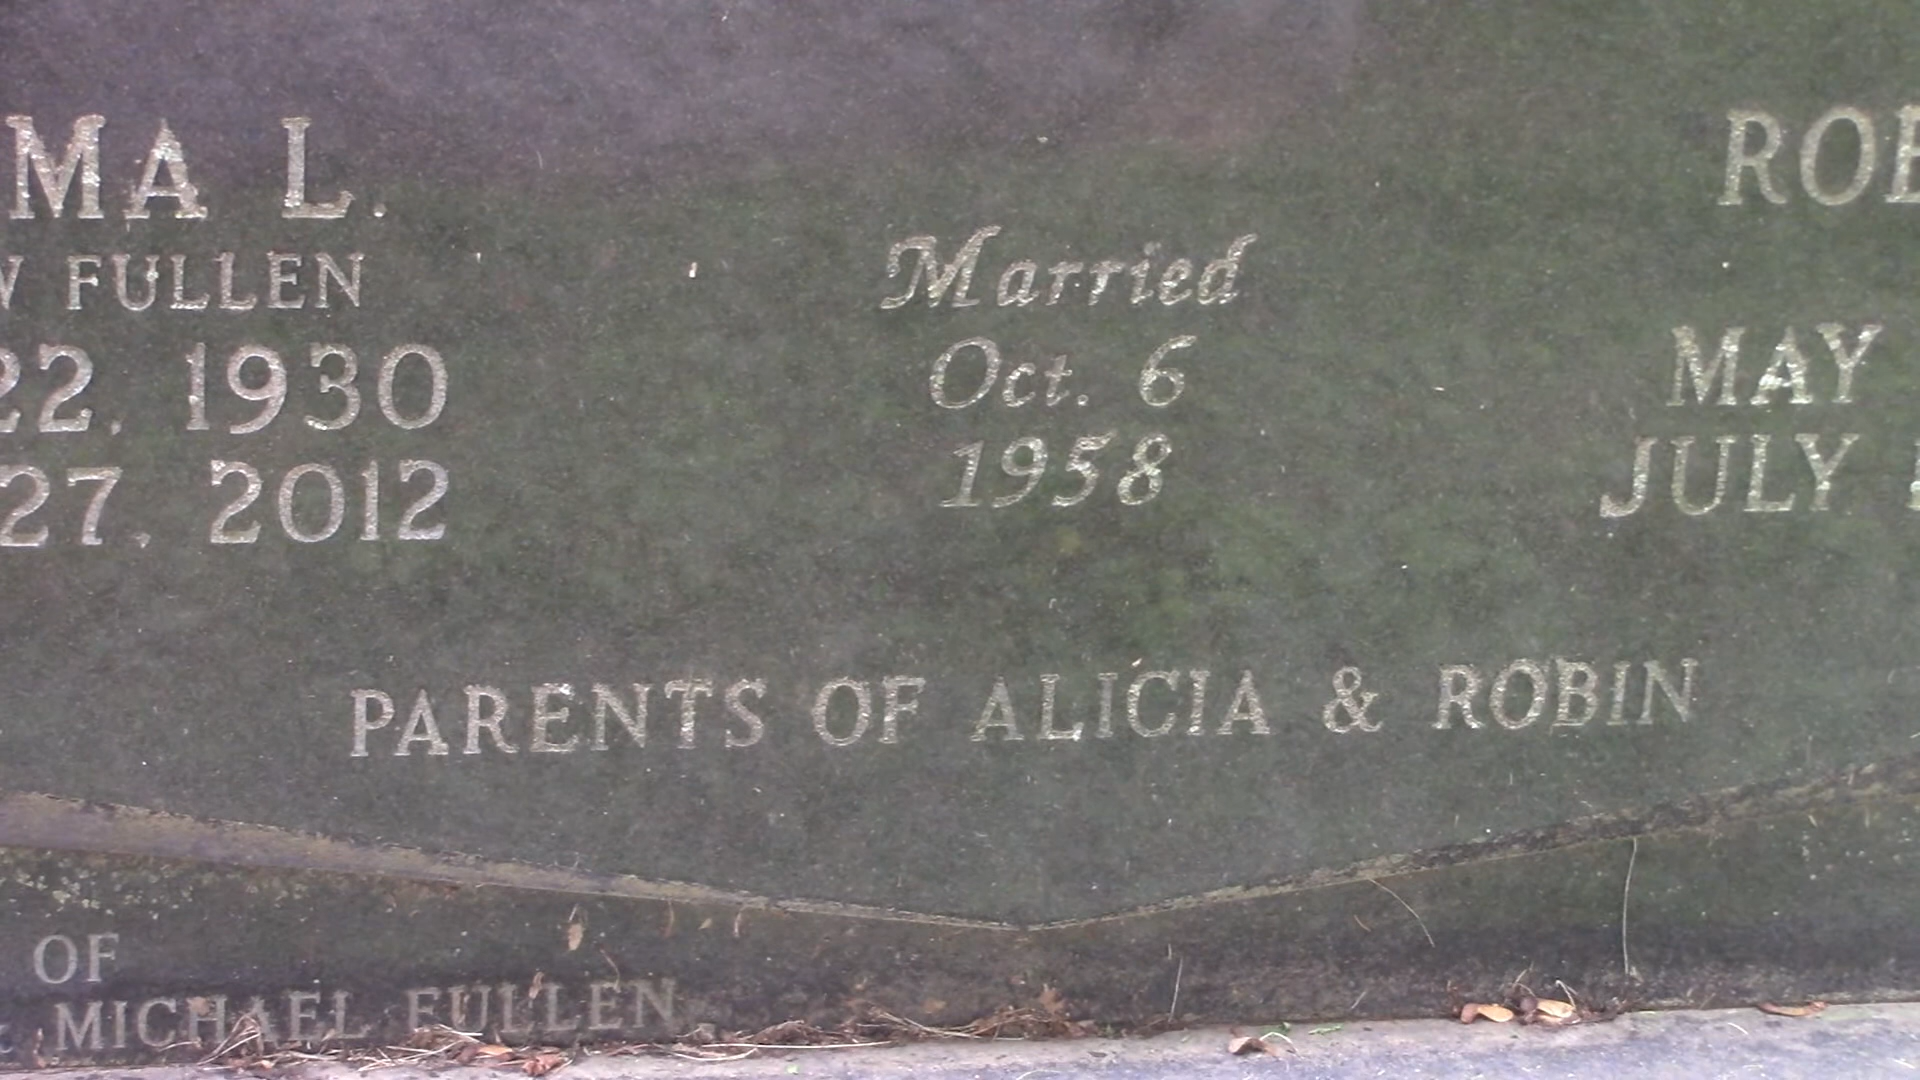 MA L.
FULLEN
22, 1930
27, 2012
Married
Oct. 6
1958
ROB
MAY
JULY
PARENTS OF ALICIA & ROBIN
OF
& MICHAEL FULLEN